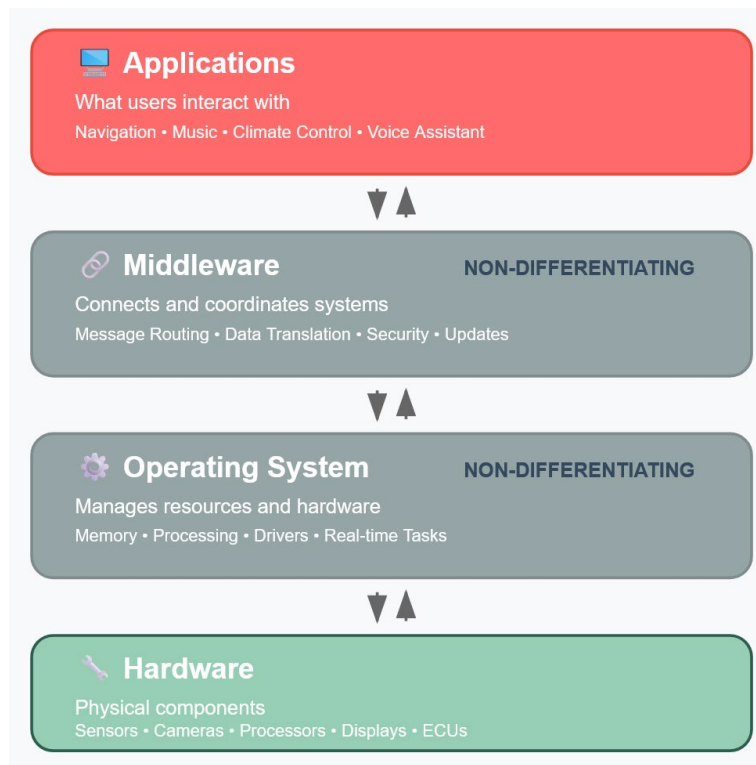 Applications
What users interact with
Navigation • Music • Climate Control • Voice Assistant
Middleware NON-DIFFERENTIATING
Connects and coordinates systems
Message Routing • Data Translation • Security • Updates
Operating System NON-DIFFERENTIATING
Manages resources and hardware
Memory • Processing • Drivers • Real-time Tasks
Hardware
Physical components
Sensors • Cameras • Processors • Displays • ECUs